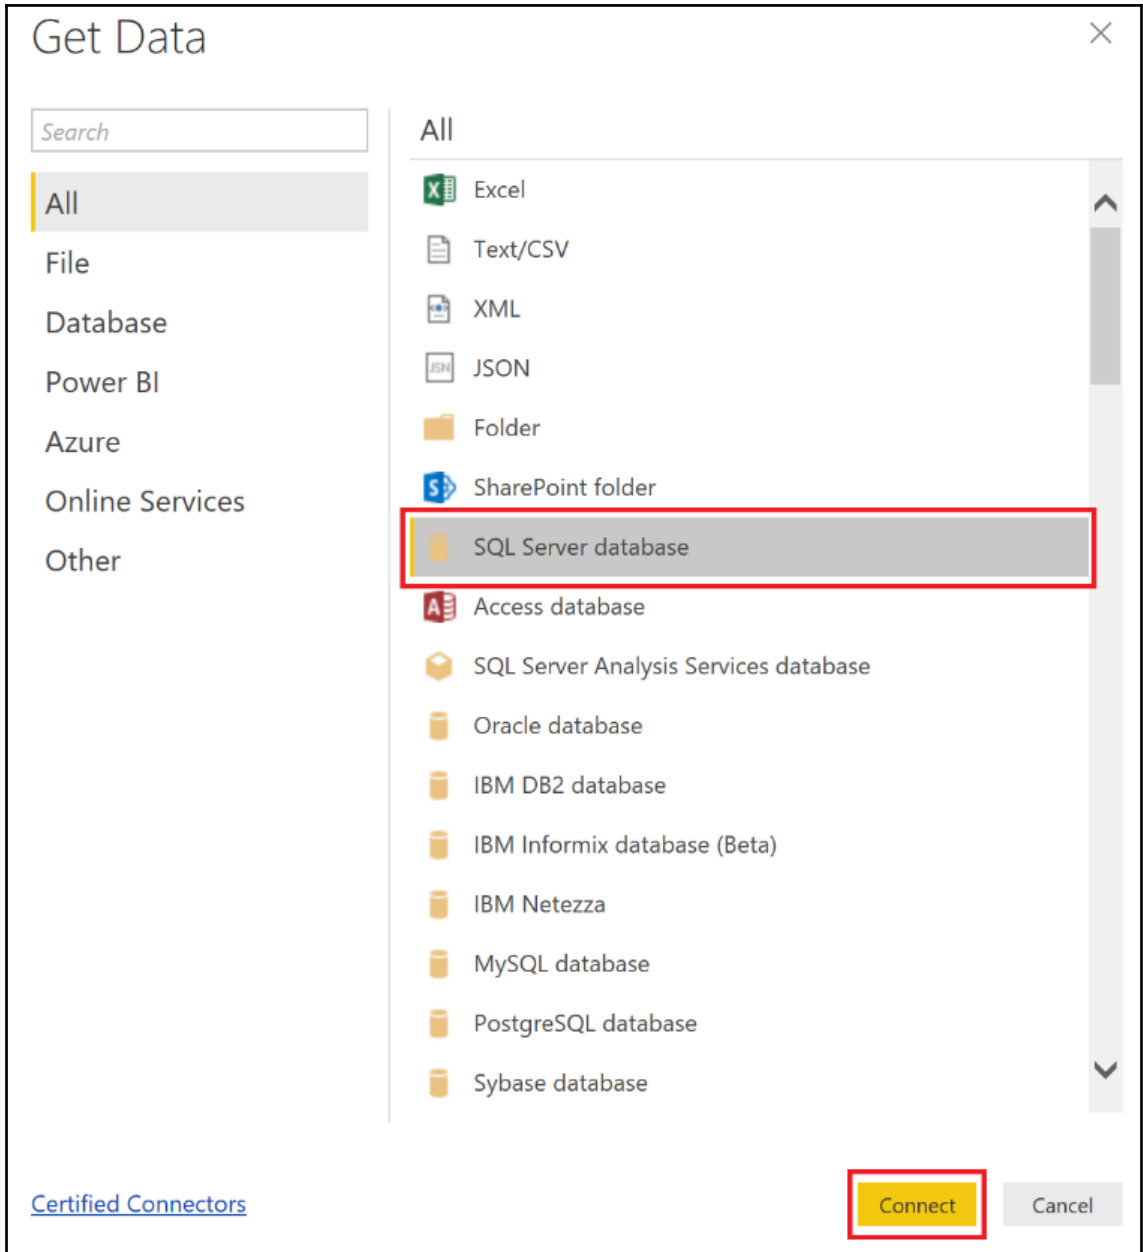 Get Data
Search
All
File
Database
Power BI
Azure
Online Services
Other
All
Excel
Text/CSV
XML
JSON
Folder
SharePoint folder
SQL Server database
Access database
SQL Server Analysis Services database
Oracle database
IBM DB2 database
IBM Informix database (Beta)
IBM Netezza
MySQL database
PostgreSQL database
Sybase database
Certified Connectors
Connect
Cancel